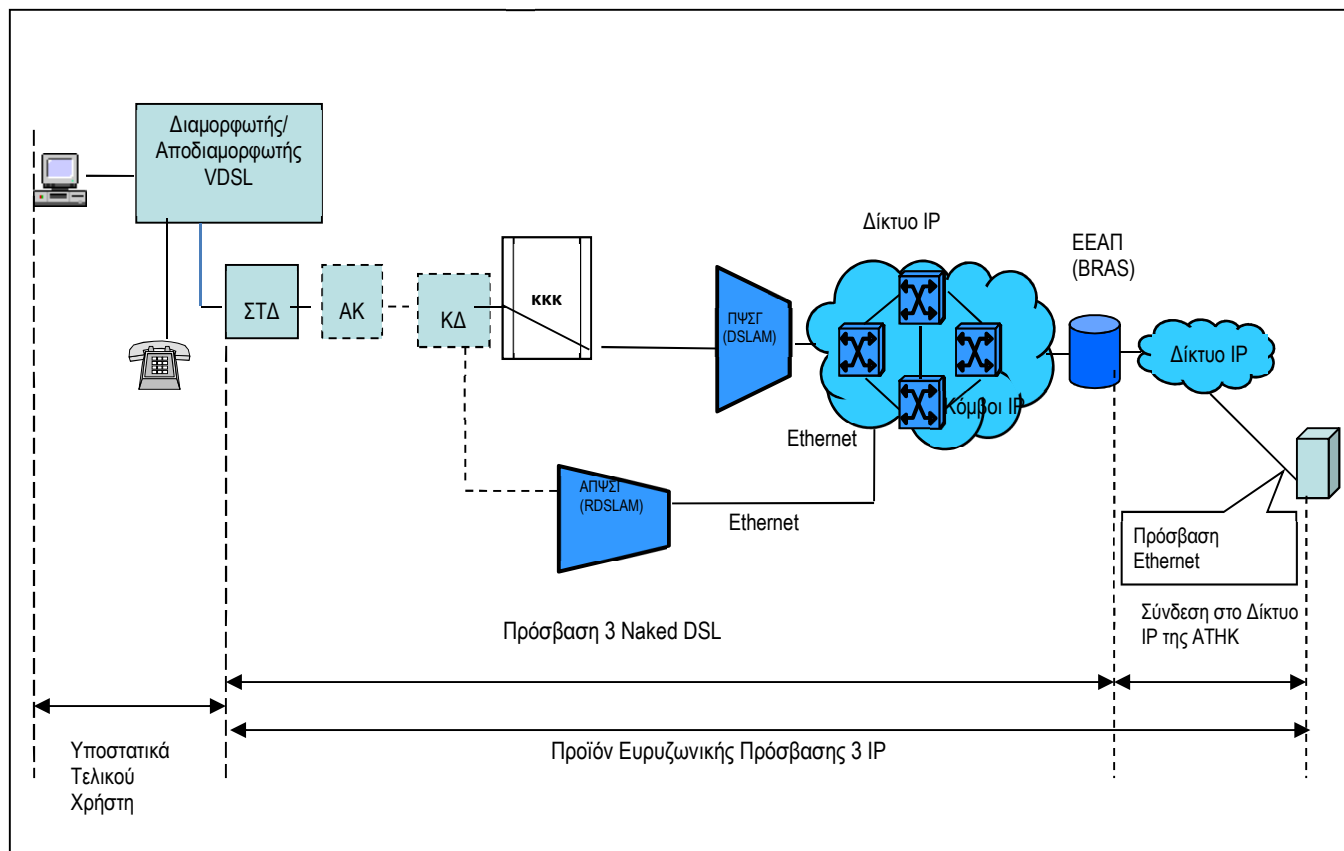 Διαμορφωτής/
Αποδιαμορφωτής
VDSL
Δίκτυο IP
ΕΕΑΠ
(BRAS)
ΣΤΔ
ΑΚ
ΚΔ
κκκ
ΠΨΣΓ
(DSLAM)
Δίκτυο IP
Κόμβοι IP
Ethernet
ΑΠΨΣΓ
(RDSLAM)
Ethernet
Πρόσβαση
Ethernet
Πρόσβαση 3 Naked DSL
Σύνδεση στο Δίκτυο
IP της ΑΤΗΚ
Υποστατικά
Τελικού
Χρήστη
Προϊόν Ευρυζωνικής Πρόσβασης 3 IP